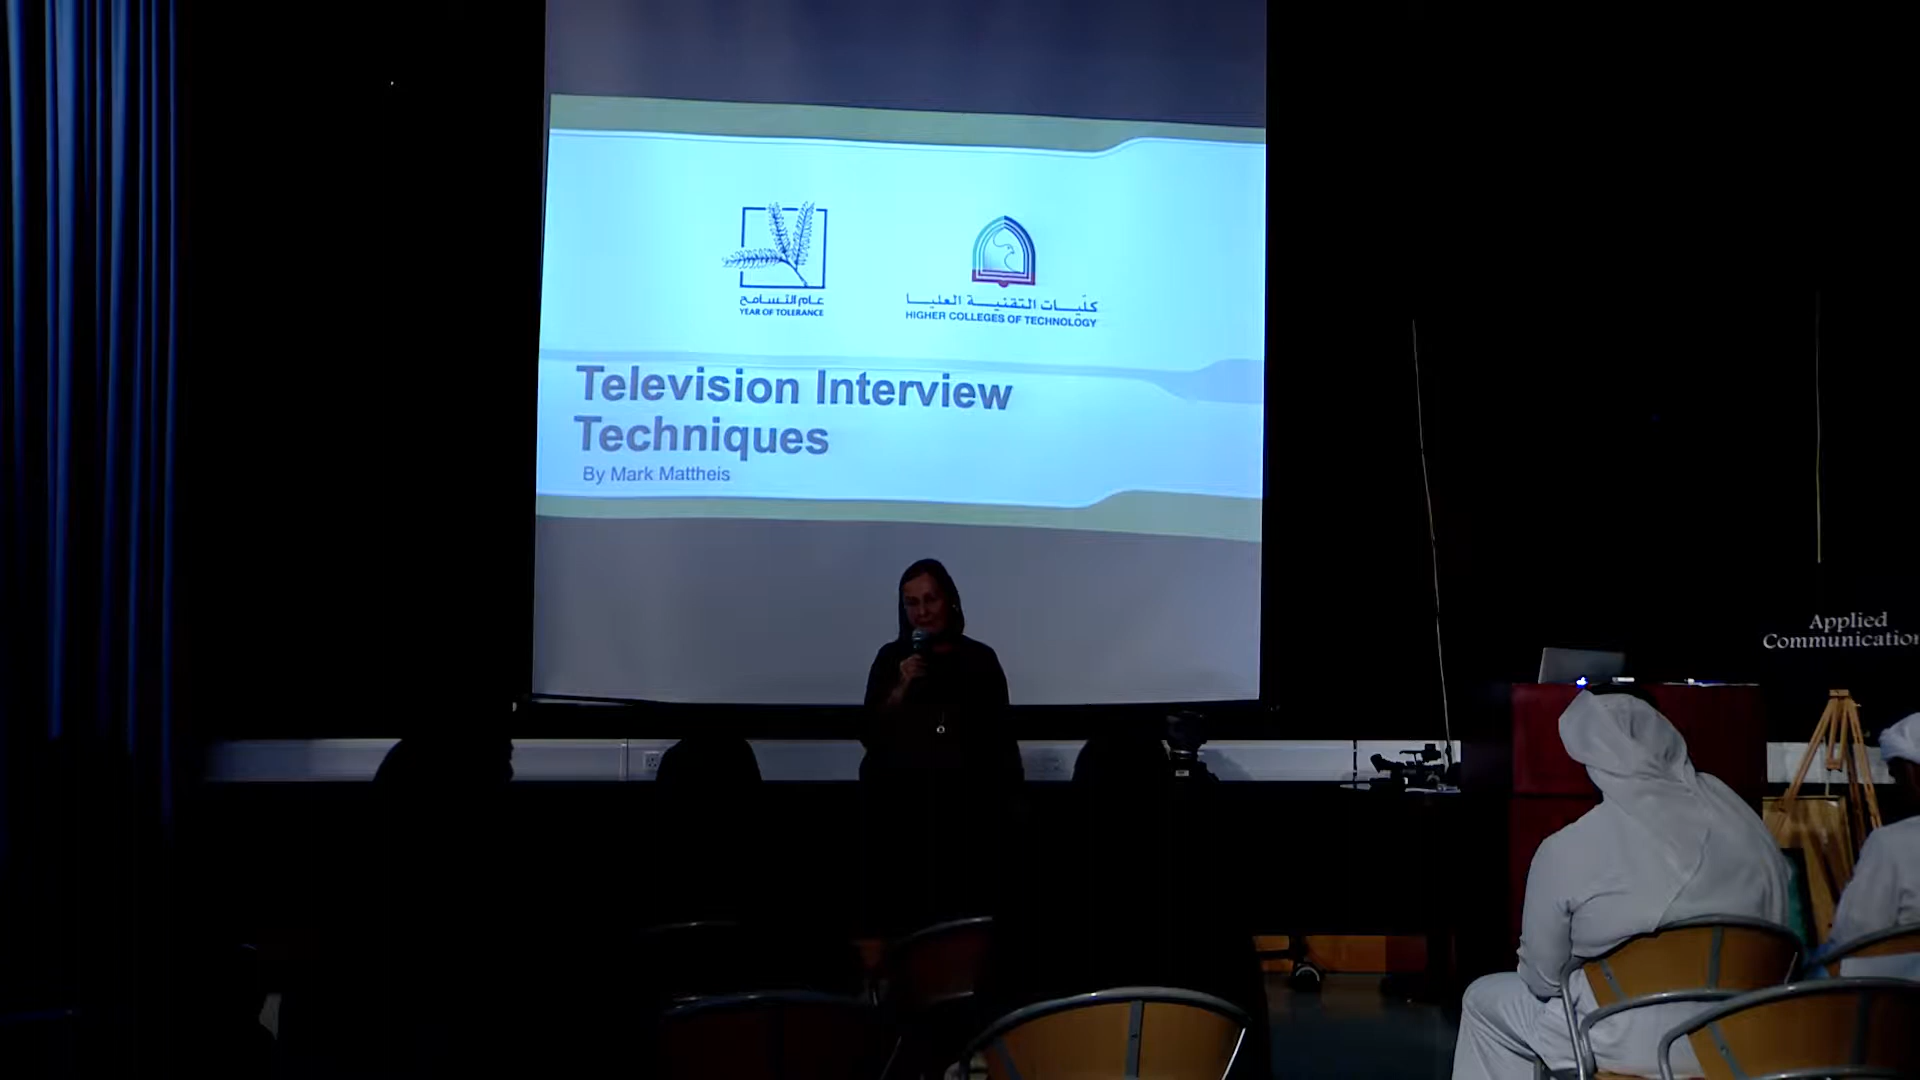 عام التسامح
YEAR OF TOLERANCE
كليات التقنية العليا
HIGHER COLLEGES OF TECHNOLOGY
Television Interview
Techniques
By Mark Mattheis
Applied
Communication